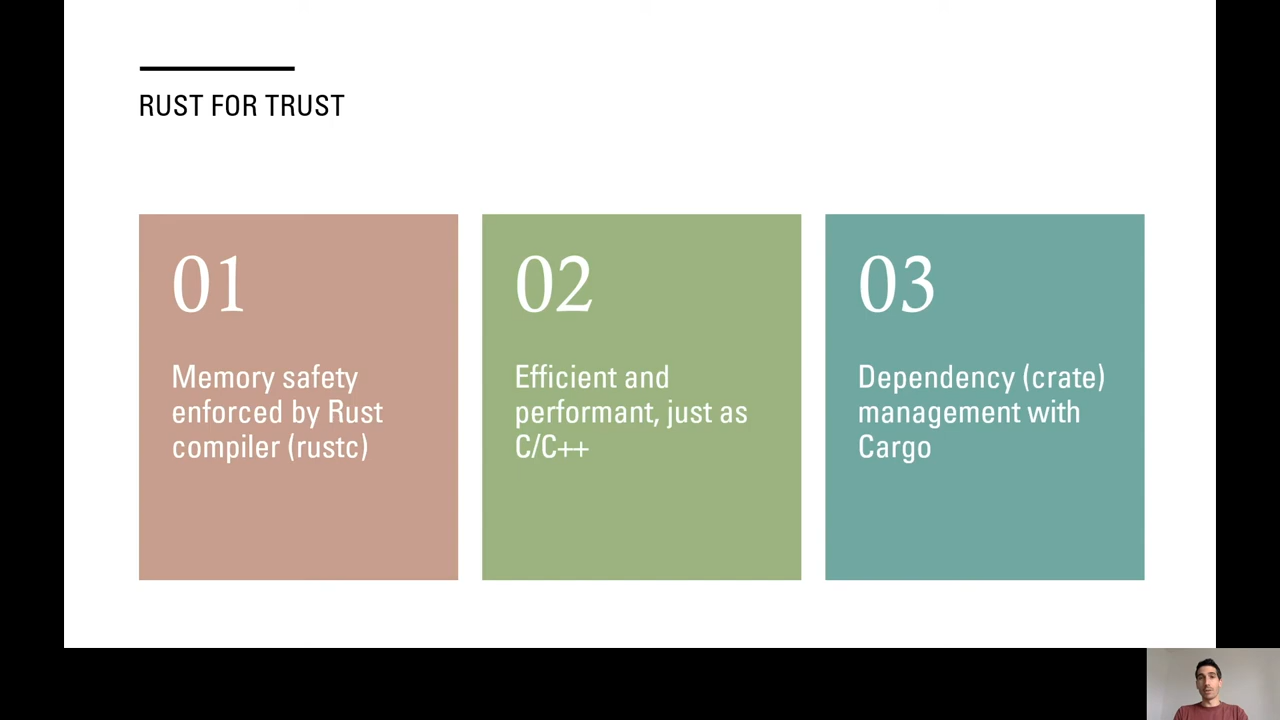 RUST FOR TRUST
01
Memory safety
enforced by Rust
compiler (rustc)
02
Efficient and
performant, just as
C/C++
03
Dependency (crate)
management with
Cargo